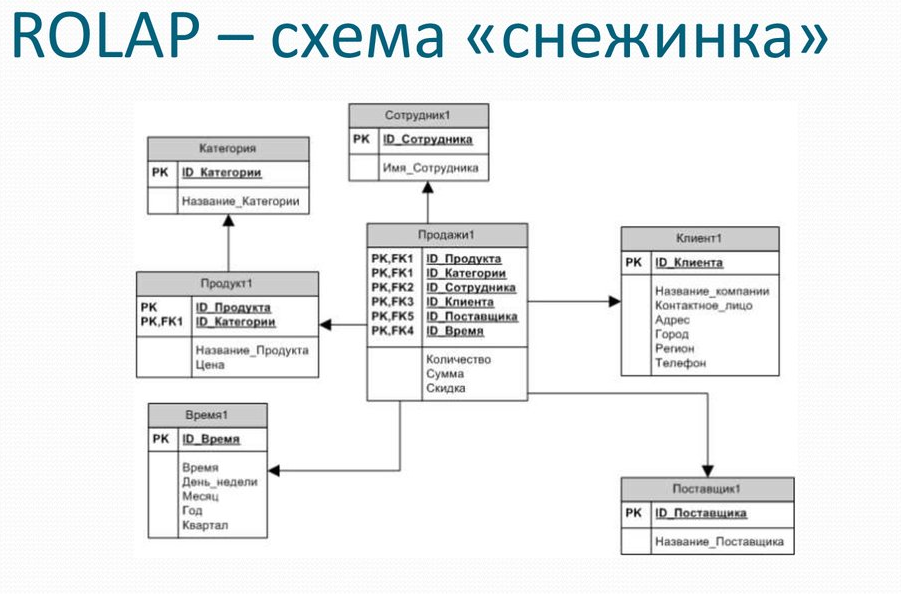 ROLAP – схема «снежинка»
Сотрудник1
PK ID_Сотрудника
Имя_Сотрудника
Категория
PK ID_Категории
Название_Категории
Продажи1
PK,FK1 ID_Продукта
PK,FK1 ID_Категории
PK,FK2 ID_Сотрудника
PK,FK3 ID_Клиента
PK,FK5 ID_Поставщика
PK,FK4 ID_Время
Количество
Сумма
Скидка
Клиент1
PK ID_Клиента
Название_компании
Контактное_лицо
Адрес
Город
Регион
Телефон
Продукт1
PK ID_Продукта
PK,FK1 ID_Категории
Название_Продукта
Цена
Время1
PK ID_Время
Время
День_недели
Месяц
Год
Квартал
Поставщик1
PK ID_Поставщика
Название_Поставщика